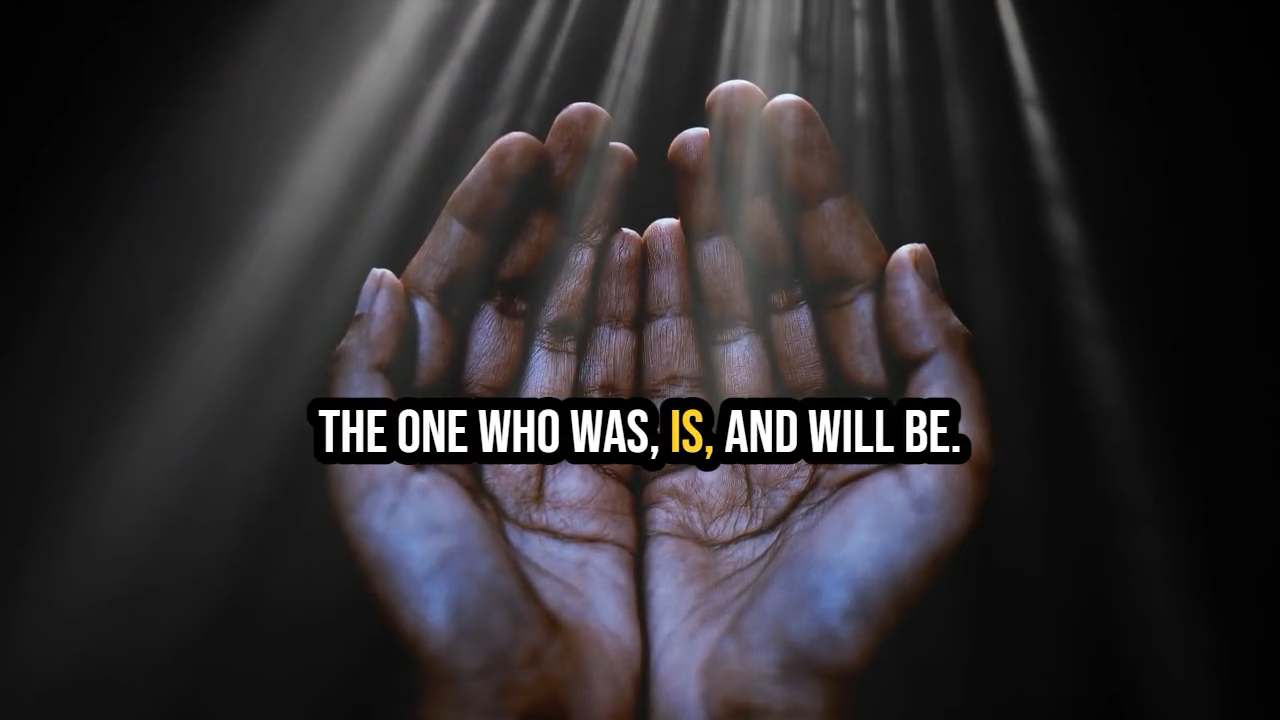 THE ONE WHO WAS, IS, AND WILL BE.